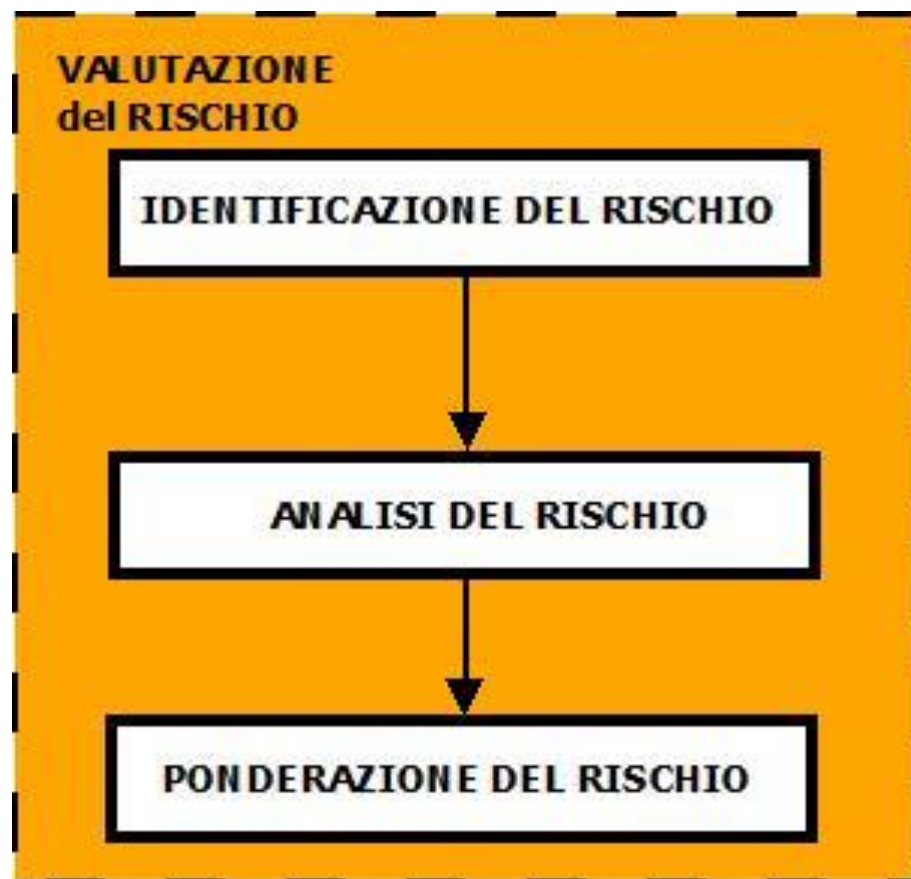 VALUTAZIONE
del RISCHIO
IDENTIFICAZIONE DEL RISCHIO
ANALISI DEL RISCHIO
PONDERAZIONE DEL RISCHIO